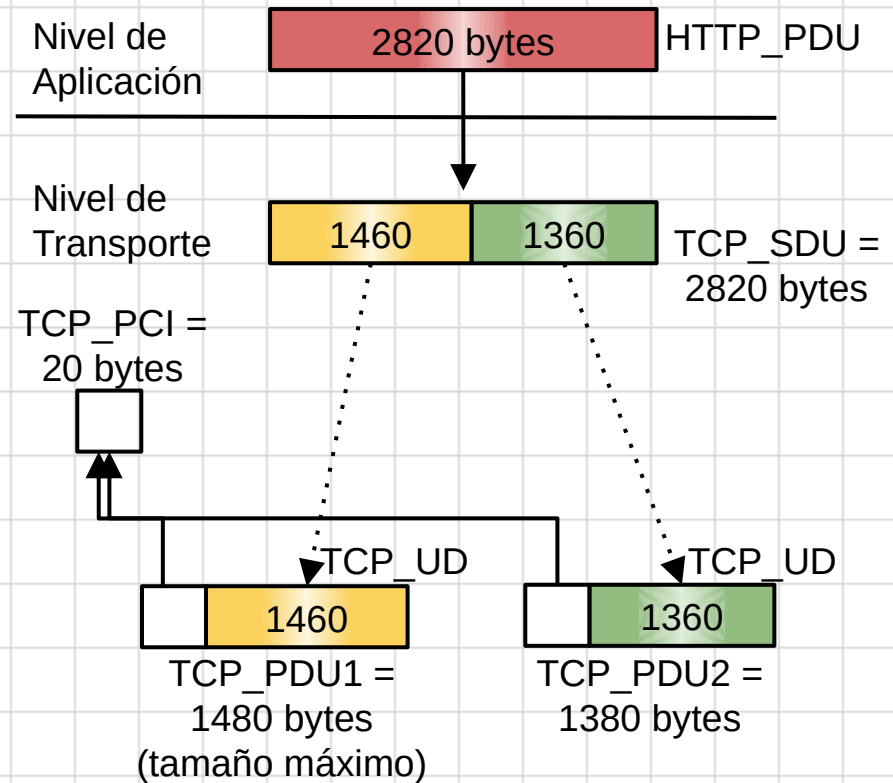 Nivel de
Aplicación
2820 bytes
HTTP_PDU
Nivel de
Transporte
1460
1360
TCP_SDU =
2820 bytes
TCP_PCI =
20 bytes
TCP_UD
TCP_UD
1460
1360
TCP_PDU1 =
1480 bytes
(tamaño máximo)
TCP_PDU2 =
1380 bytes